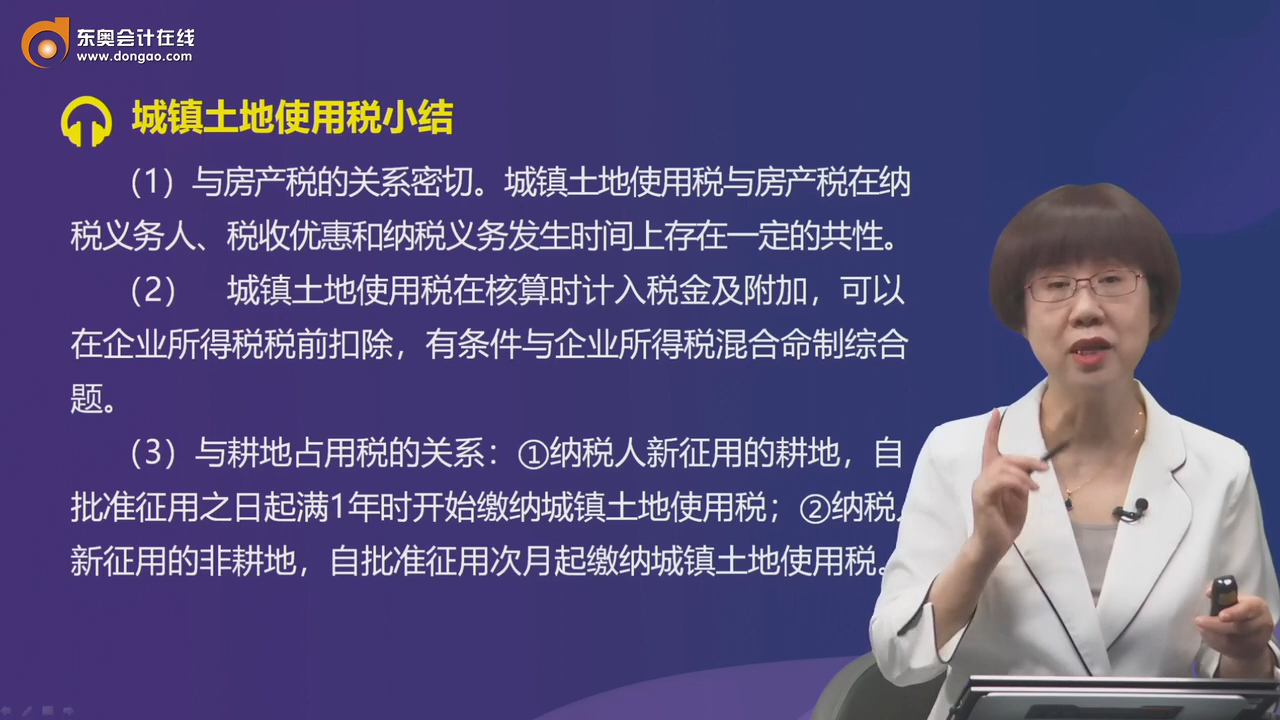 东奥会计在线
www.dongao.com
城镇土地使用税小结
（1）与房产税的关系密切。城镇土地使用税与房产税在纳
税义务人、税收优惠和纳税义务发生时间上存在一定的共性。
（2） 城镇土地使用税在核算时计入税金及附加，可以
在企业所得税税前扣除，有条件与企业所得税混合命制综合
题。
（3）与耕地占用税的关系：①纳税人新征用的耕地，自
批准征用之日起满1年时开始缴纳城镇土地使用税；②纳税
新征用的非耕地，自批准征用次月起缴纳城镇土地使用税。